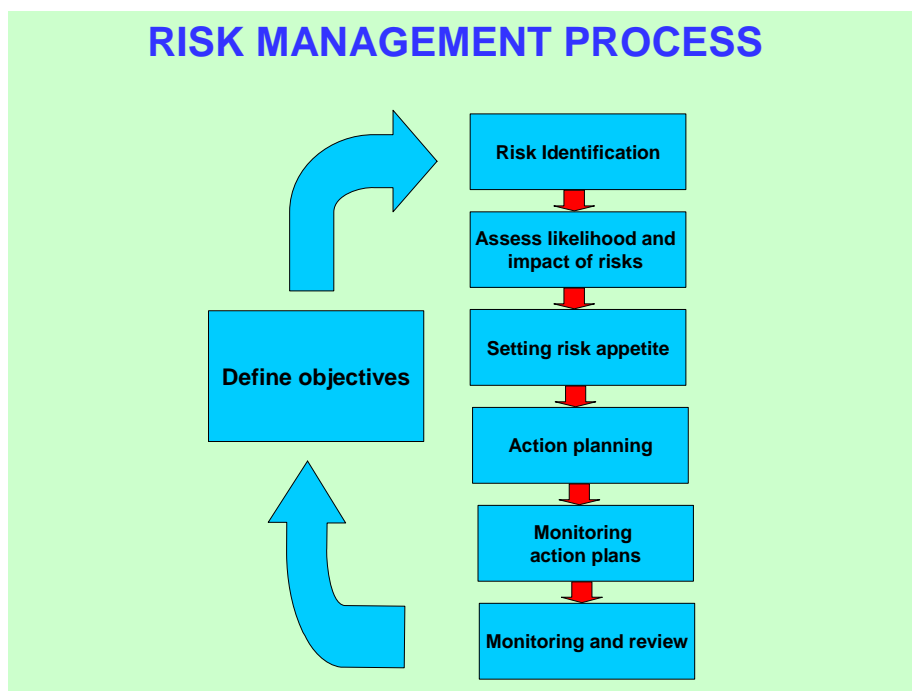 RISK MANAGEMENT PROCESS
Risk Identification
Assess likelihood and
impact of risks
Setting risk appetite
Define objectives
Action planning
Monitoring
action plans
Monitoring and review